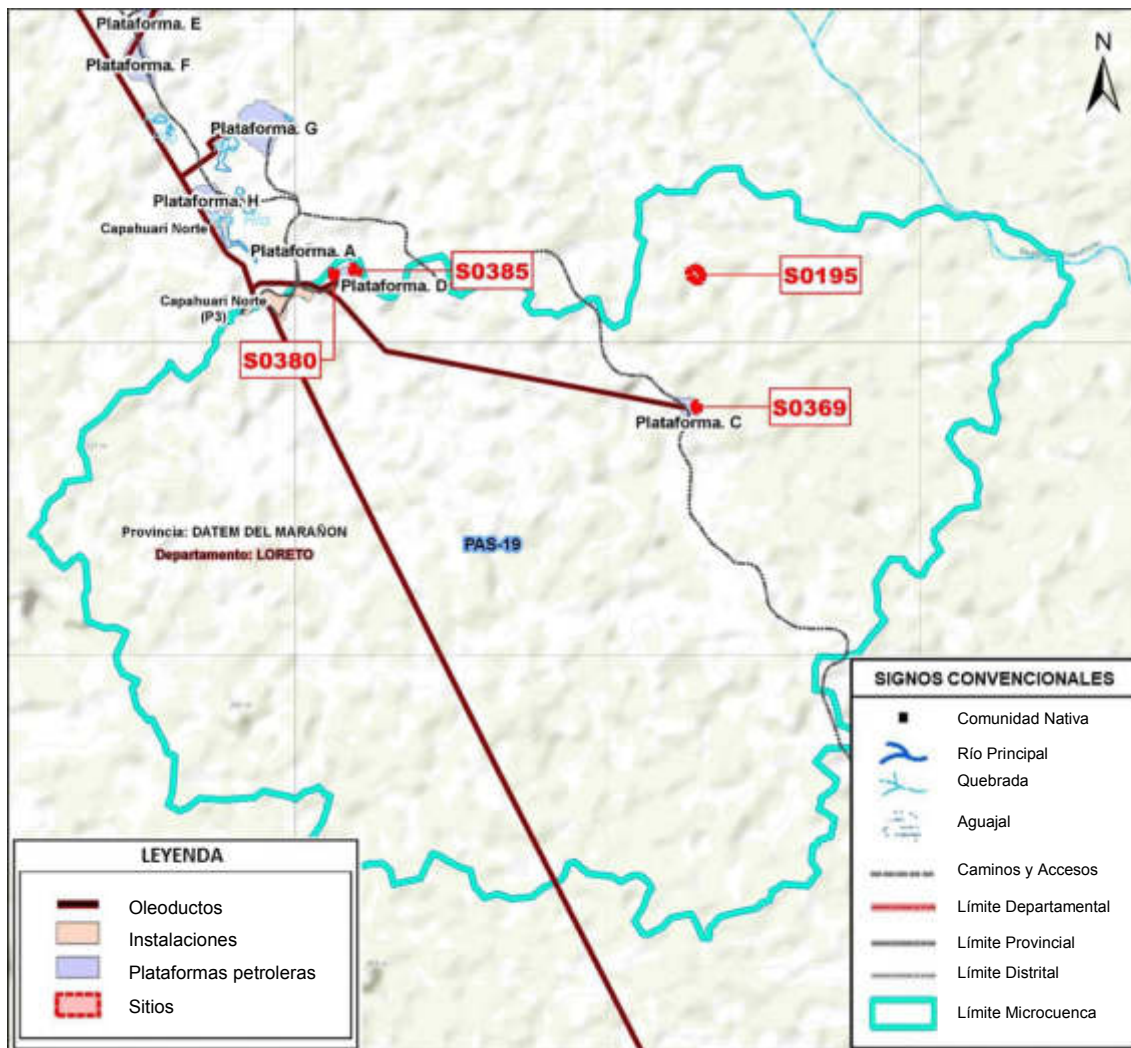 Plataforma. E
Plataforma. F
N
Plataforma. G
Plataforma. H
Capahuari Norte
Plataforma. A
S0385
S0195
Plataforma. D
Capahuari Norte
(P3)
S0380
S0369
Plataforma. C
Provincia: DATEM DEL MARAÑON
Departamento: LORETO
PAS-19
SIGNOS CONVENCIONALES
Comunidad Nativa
Río Principal
Quebrada
Aguajal
Caminos y Accesos
Límite Departamental
Límite Provincial
Límite Distrital
Límite Microcuenca
LEYENDA
Oleoductos
Instalaciones
Plataformas petroleras
Sitios